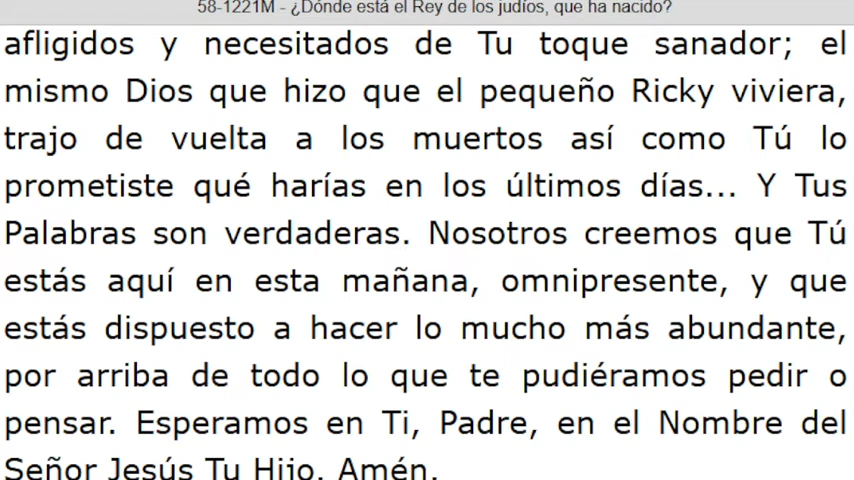 58-1221M - ¿Dónde está el Rey de los judíos, que ha nacido?
afligidos y necesitados de Tu toque sanador; el
mismo Dios que hizo que el pequeño Ricky viviera,
trajo de vuelta a los muertos así como Tú lo
prometiste qué harías en los últimos días... Y Tus
Palabras son verdaderas. Nosotros creemos que Tú
estás aquí en esta mañana, omnipresente, y que
estás dispuesto a hacer lo mucho más abundante,
por arriba de todo lo que te pudiéramos pedir o
pensar. Esperamos en Ti, Padre, en el Nombre del
Señor Jesús Tu Hijo. Amén.